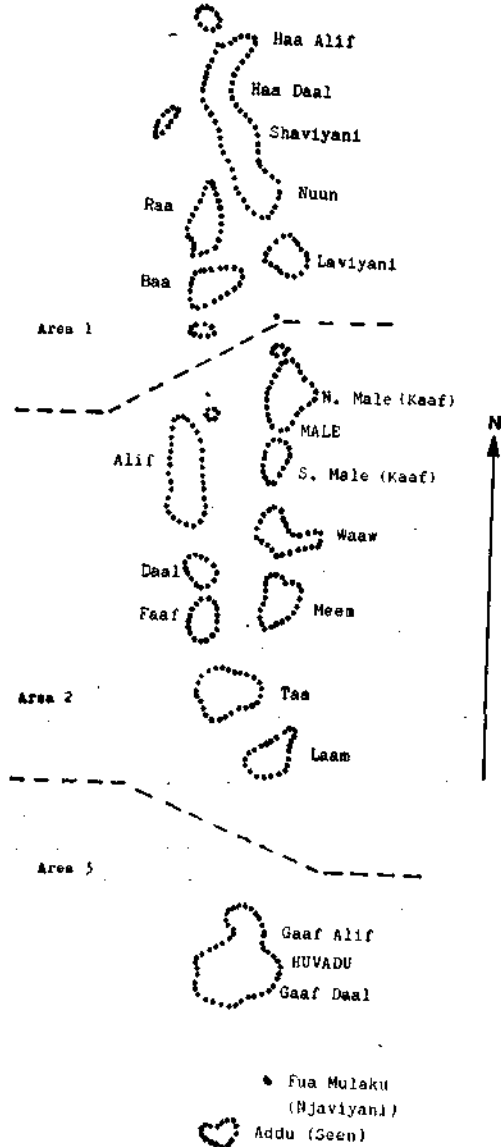 Haa Alif
Haa Daal
Shaviyani
Nuun
Raa
Laviyani
Baa
Area 1
N. Male (Kaaf)
N
MALE
Alif
S. Male (Kaaf)
Waaw
Daal
Faaf
Meem
Taa
Area 2
Laam
Area 3
Gaaf Alif
HUVADU
Gaaf Daal
Fua Mulaku
(Njaviyani)
Addu (Seen)